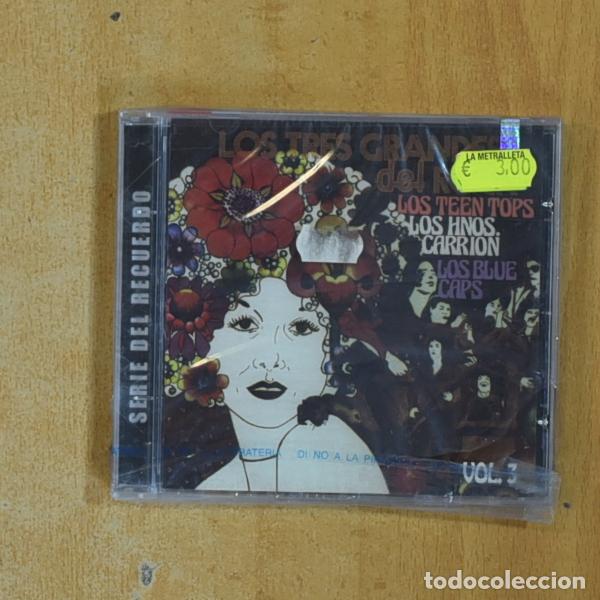 LOS TRES GRANDES
del
LA METRALLETA
€ 3.00
LOS TEEN TOPS
LOS HNOS.
CARRION
LOS BLUE
CAPS
SERIE DEL RECUERDO
DI NO A LA
VOL. 3
todocoleccion.net